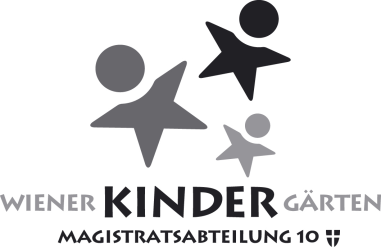 WIENER KINDER GÄRTEN
MAGISTRATSABTEILUNG 10